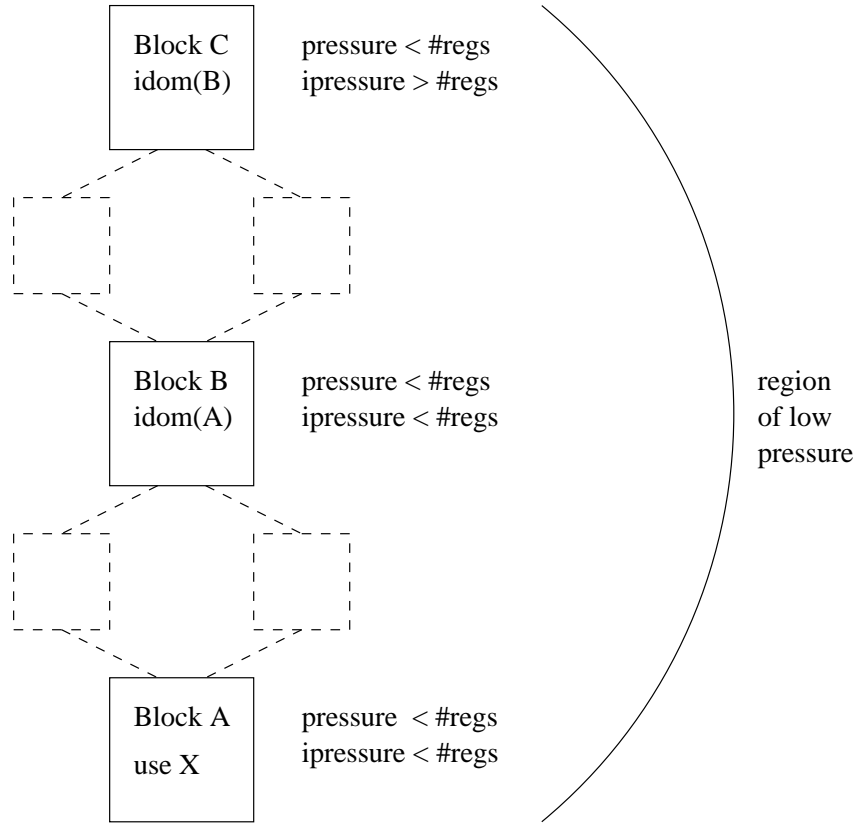 Block C
idom(B)
pressure < #regs
ipressure > #regs
Block B
idom(A)
pressure < #regs
ipressure < #regs
region
of low
pressure
Block A
use X
pressure < #regs
ipressure < #regs